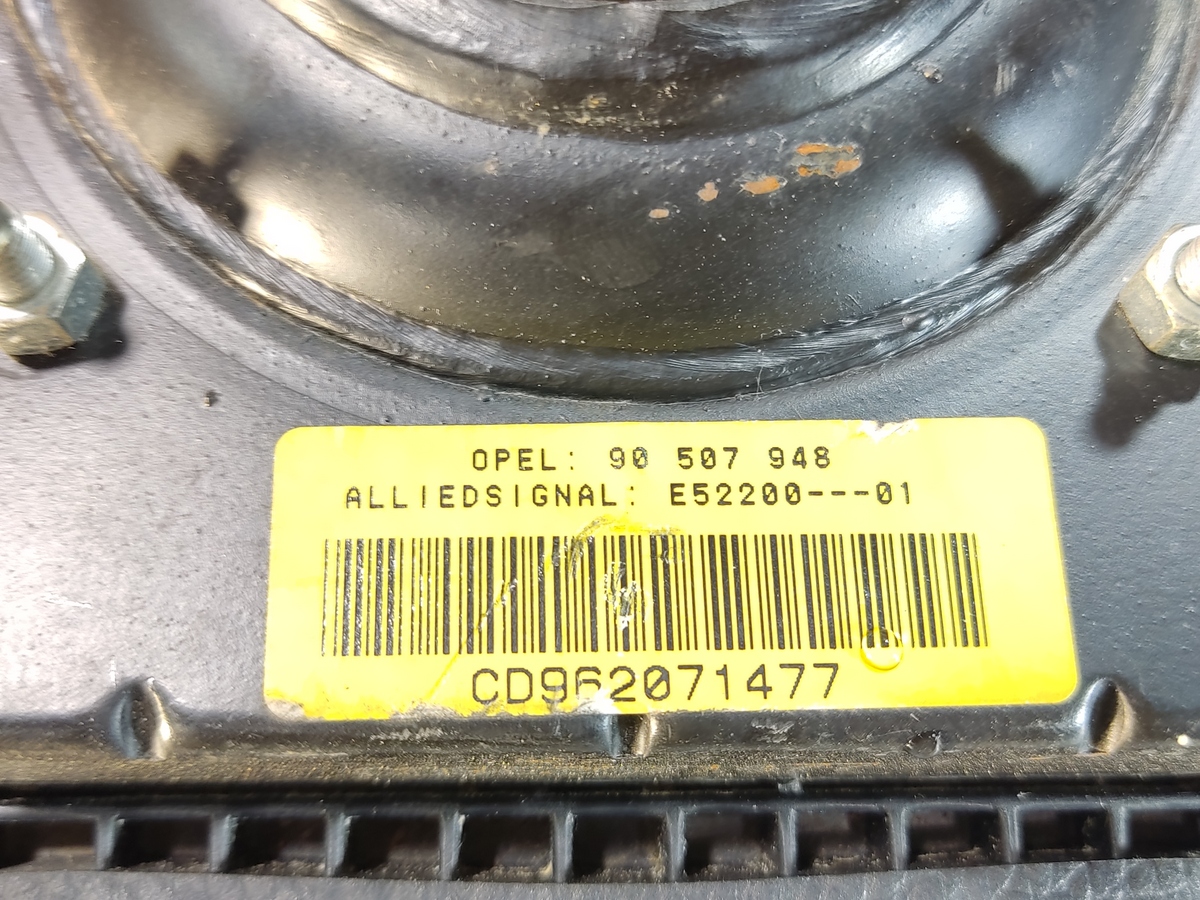 OPEL: 90 507 948
ALLIEDSIGNAL: E52200---01
CD962071477